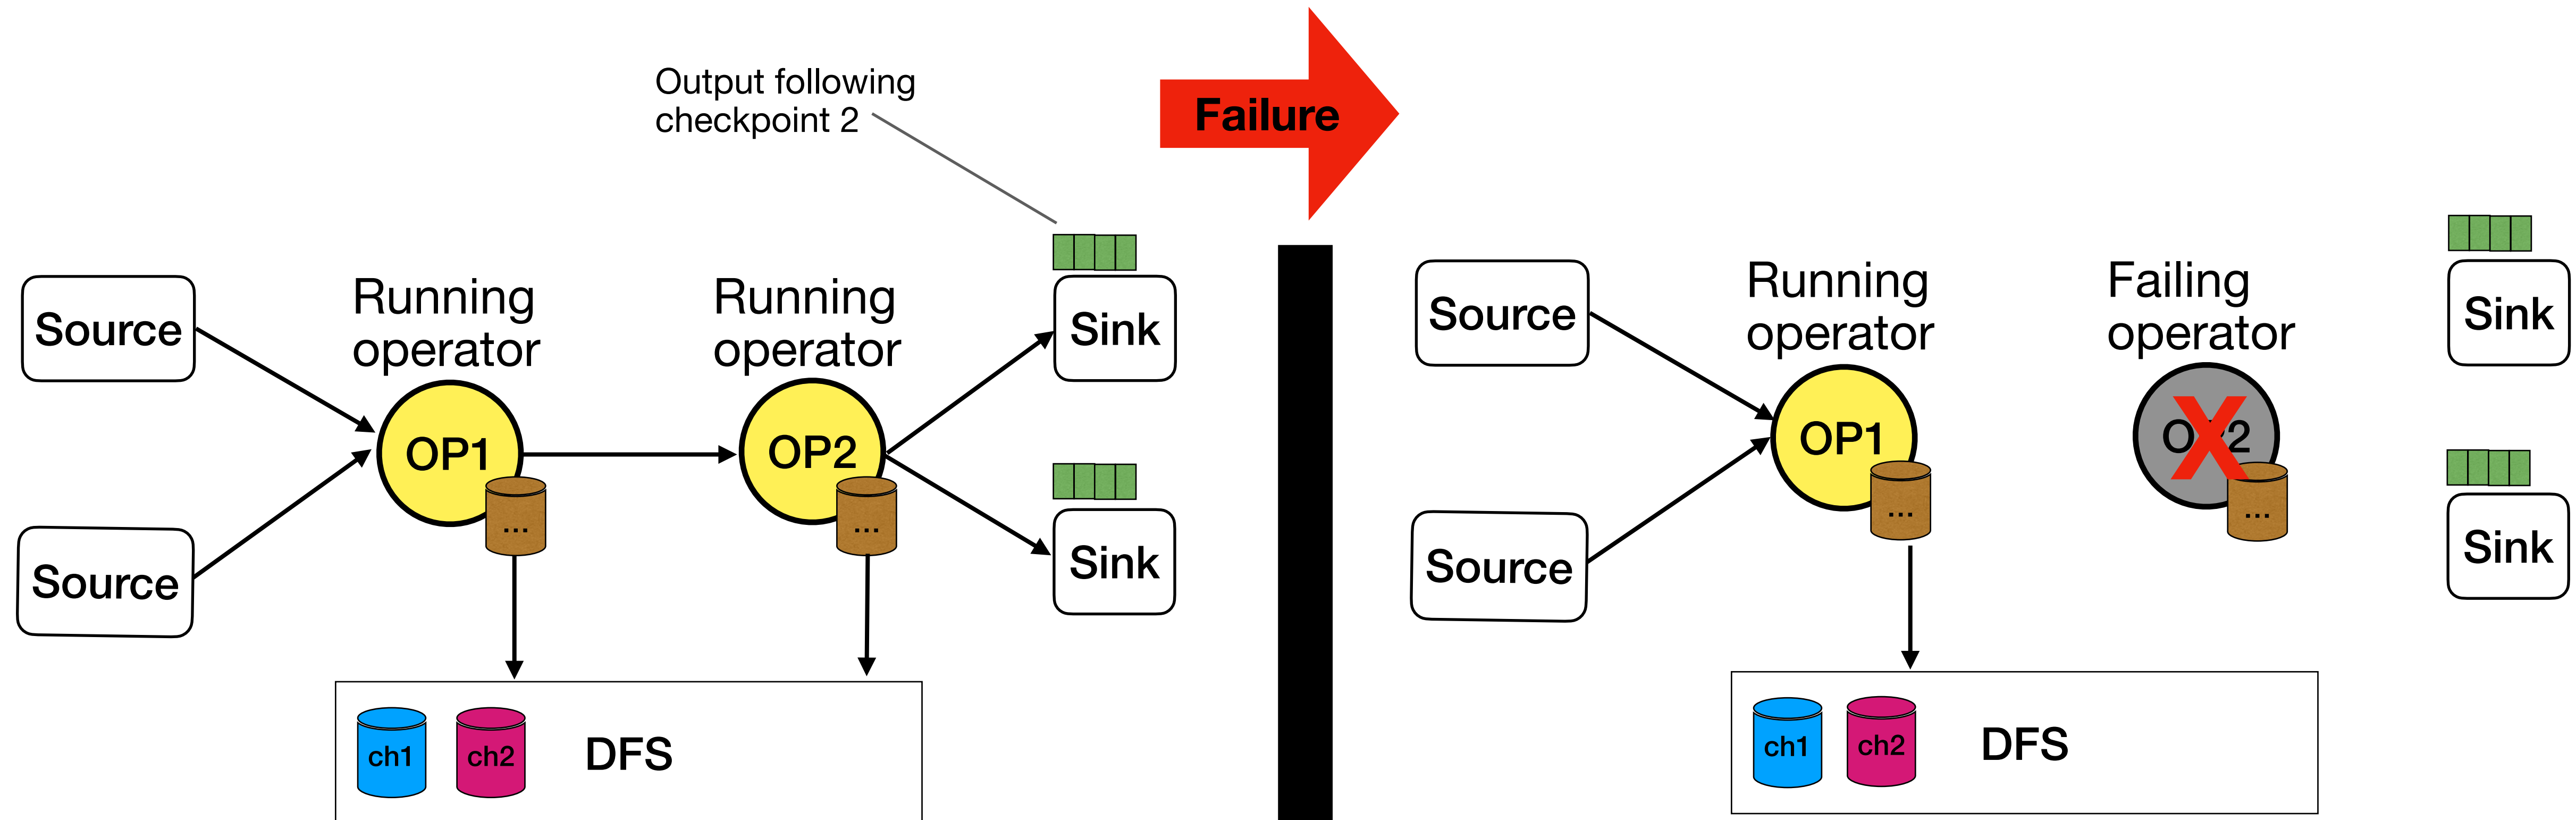 Output following
checkpoint 2
Failure
Source
Running
operator
Running
operator
Sink
OP1
OP2
...
...
Source
Sink
ch1
ch2
DFS
Source
Running
operator
Failing
operator
Sink
OP1
OP2
...
...
Source
Sink
ch1
ch2
DFS